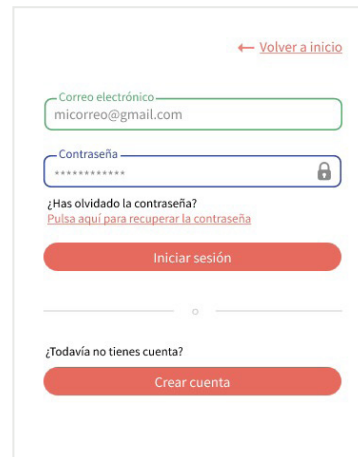 ← Volver a inicio
Correo electrónico
micorreo@gmail.com
Contraseña
************
¿Has olvidado la contraseña?
Pulsa aquí para recuperar la contraseña
Iniciar sesión
o
¿Todavía no tienes cuenta?
Crear cuenta